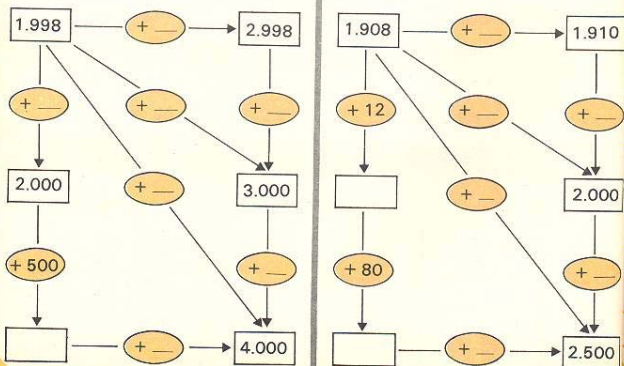 1.998 + __ 2.998
+ __ + __ + __
2.000 + __ 3.000
+ 500 + __
+ __ 4.000
1.908 + __ 1.910
+ 12 + __ + __
+ __ 2.000
+ 80 + __
+ __ 2.500